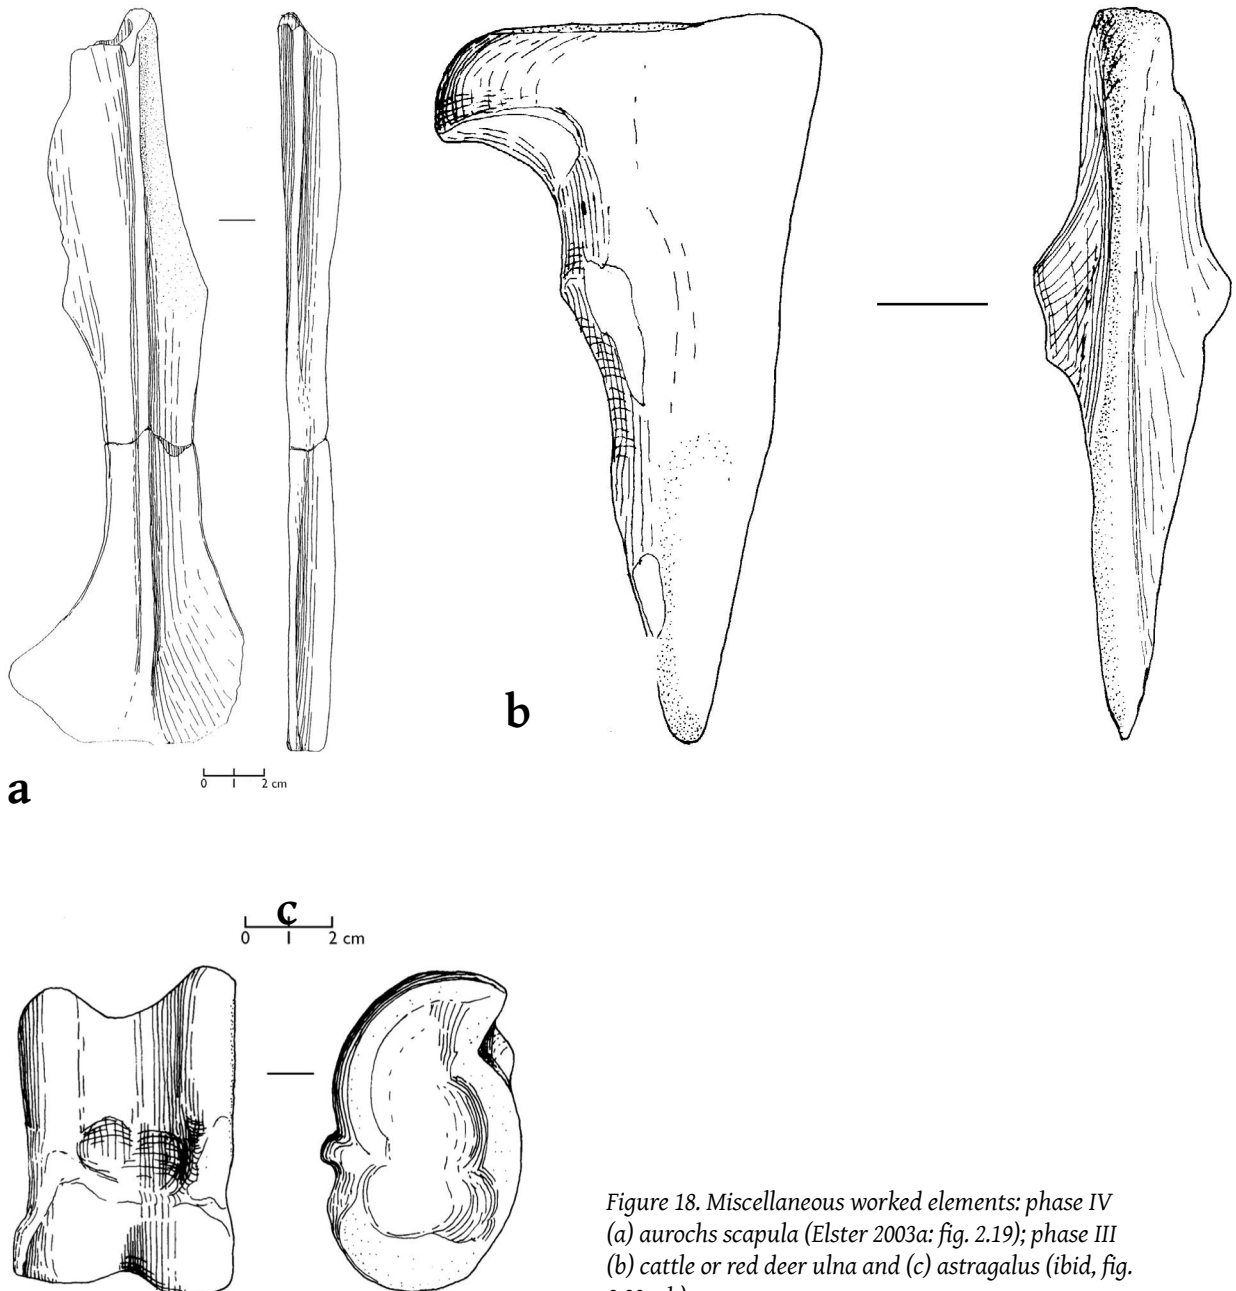 b
a
0 1 2 cm
c
0 1 2 cm
Figure 18. Miscellaneous worked elements: phase IV
(a) aurochs scapula (Elster 2003a: fig. 2.19); phase III
(b) cattle or red deer ulna and (c) astragalus (ibid, fig.